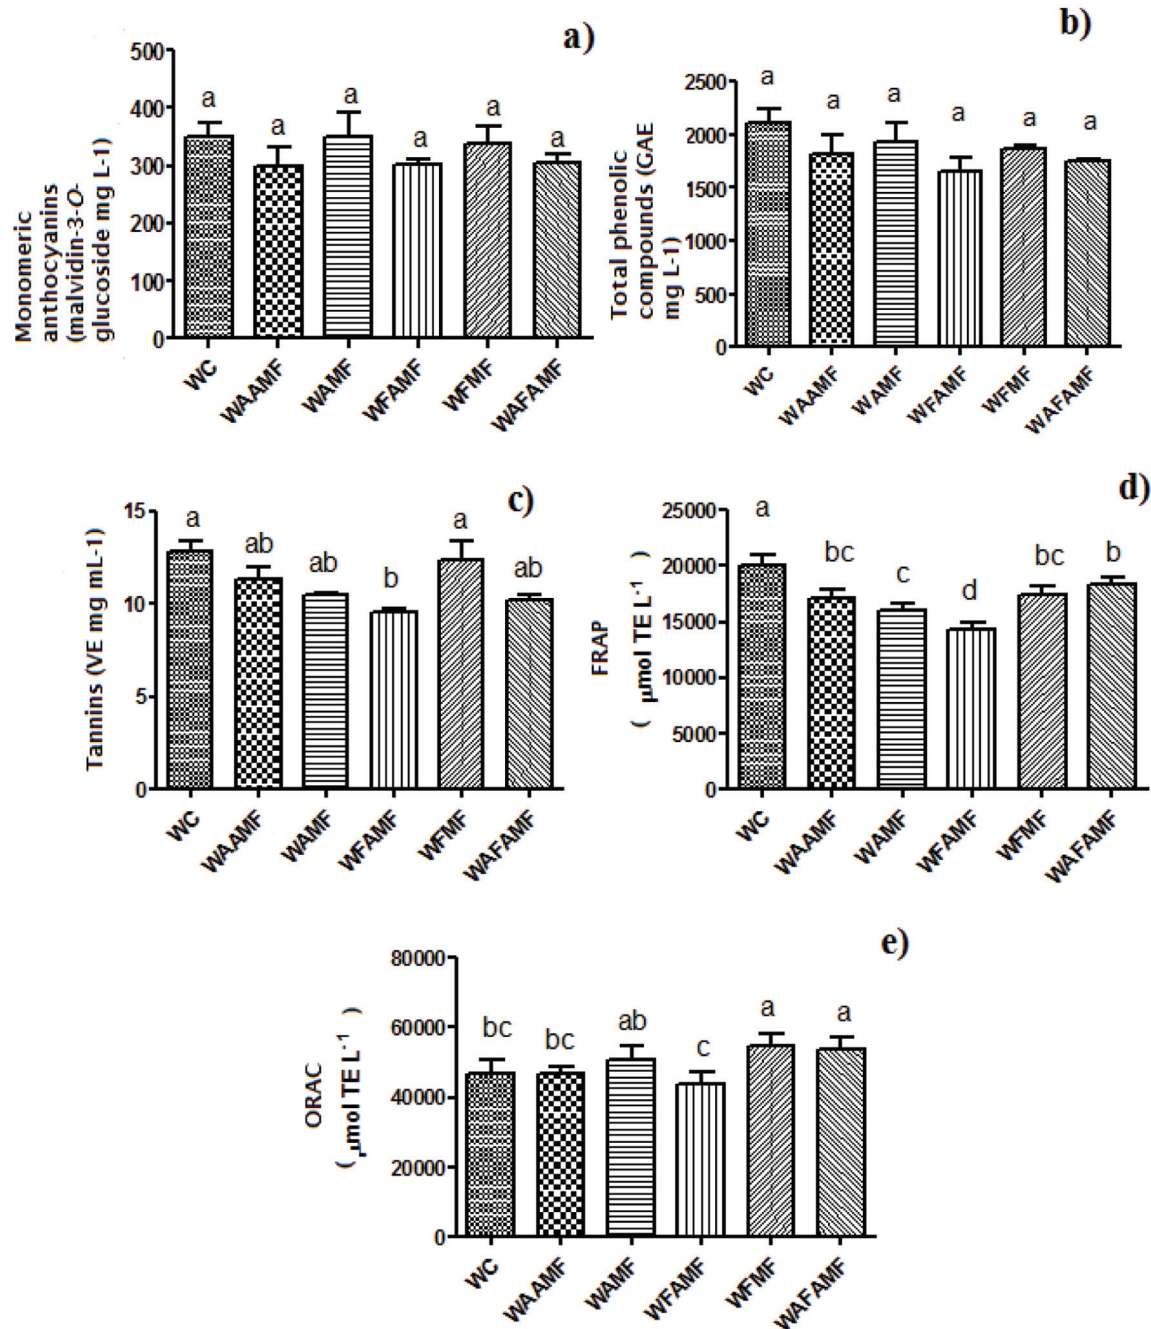 a)
Monomeric
anthocyanins
(malvidin-3-O-
glucoside mg L-1)
500
400
300
200
100
0
a
a
a
a
a
a
WC
WAAMF
WAMF
WFAMF
WFMF
WAFAMF
b)
Total phenolic
compounds (GAE
mg L-1)
2500
2000
1500
1000
500
0
a
a
a
a
a
a
WC
WAAMF
WAMF
WFAMF
WFMF
WAFAMF
c)
Tannins (VE mg mL-1)
15
10
5
0
a
ab
ab
b
a
ab
WC
WAAMF
WAMF
WFAMF
WFMF
WAFAMF
d)
FRAP
( μmol TE L-1 )
25000
20000
15000
10000
5000
0
a
bc
c
d
bc
b
WC
WAAMF
WAMF
WFAMF
WFMF
WAFAMF
e)
ORAC
( μmol TE L-1 )
80000
60000
40000
20000
0
bc
bc
ab
c
a
a
WC
WAAMF
WAMF
WFAMF
WFMF
WAFAMF